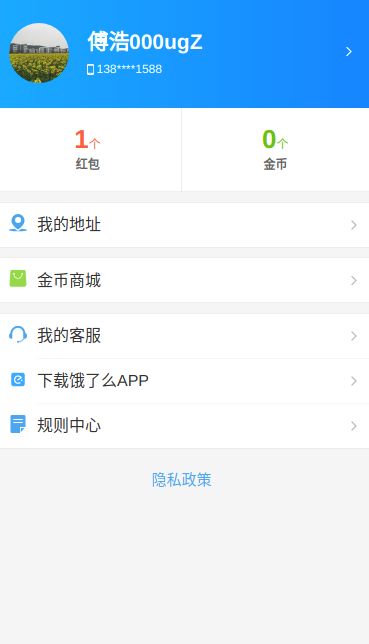 傅浩000ugZ
138****1588
1个 0个
红包 金币
我的地址
金币商城
我的客服
下载饿了么APP
规则中心
隐私政策